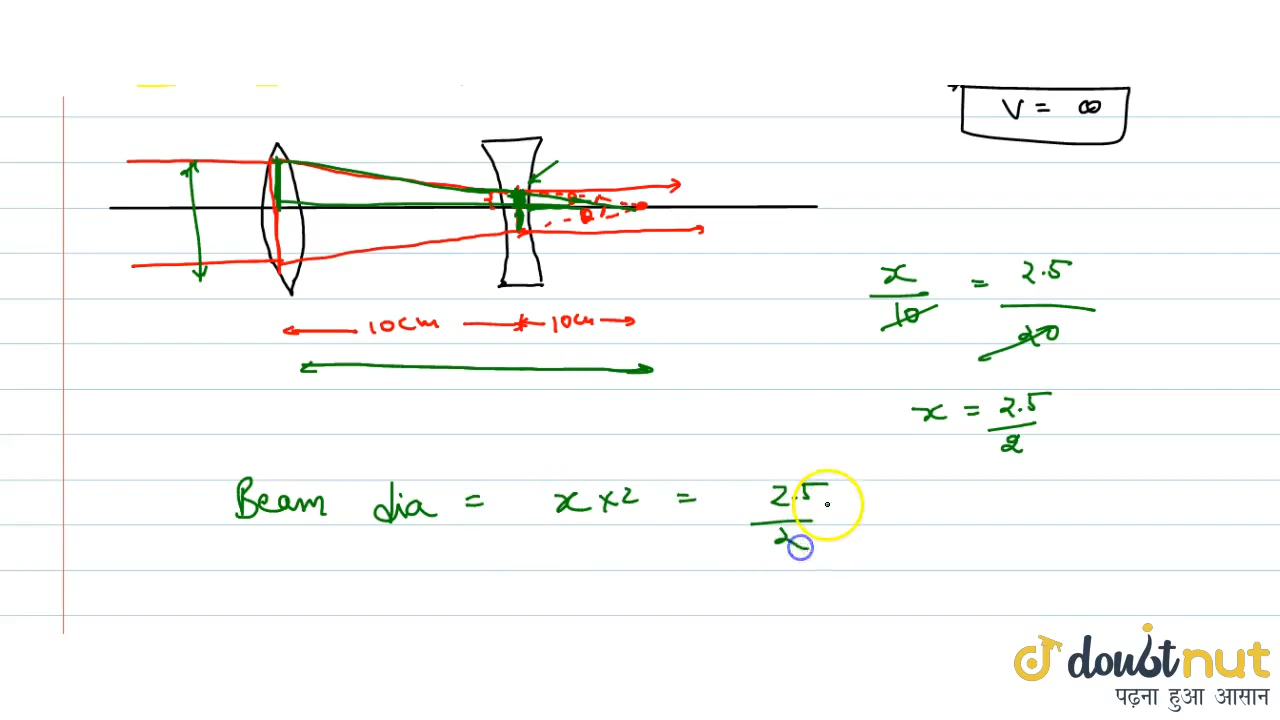 V = ∞
10cm 10cm
x/10 = 2.5/20
x = 2.5/2
Beam dia = x × 2 = 2.5/2
doubtnut
पढ़ना हुआ आसान